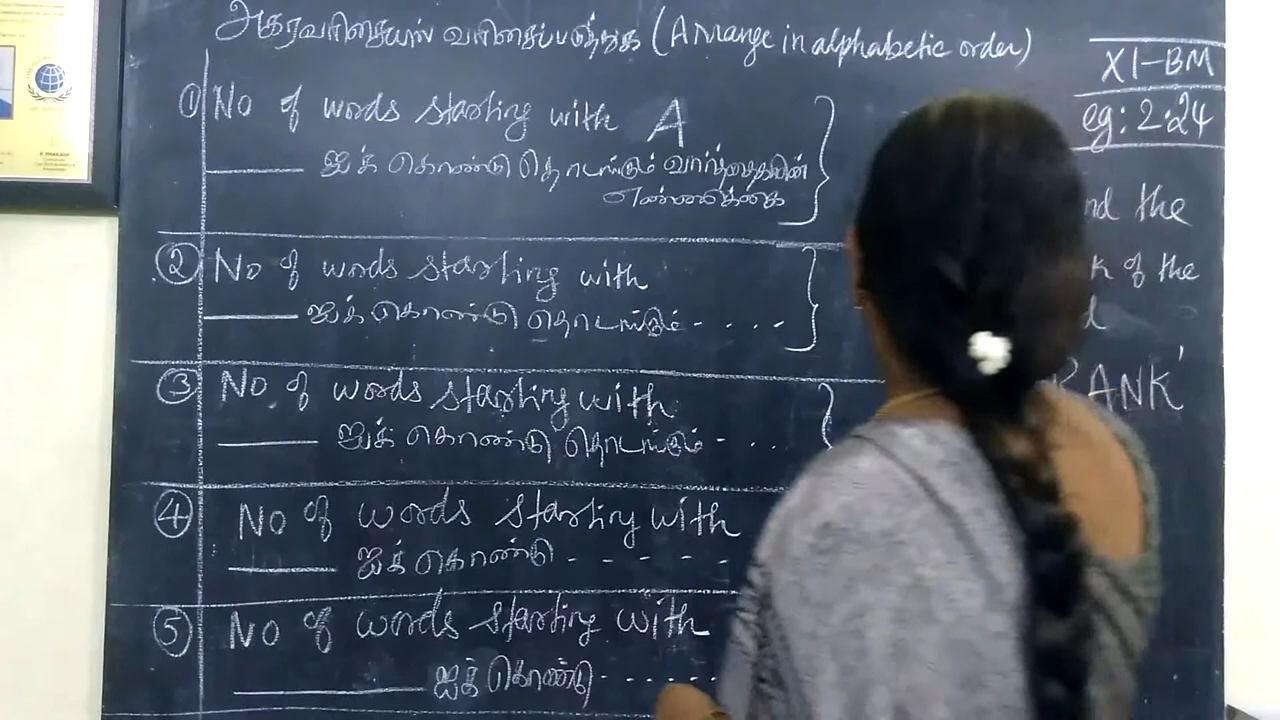 அகரவரிசையில் வரிசைப்படுத்துக (Arrange in alphabetic order)
① No of words starting with A
ஐக் கொண்டு தொடங்கும் வார்த்தைகளின்
எண்ணிக்கை
② No of words starting with
ஐக் கொண்டு தொடங்கும் - . . . -
③ No of words starting with
ஐக் கொண்டு தொடங்கும் - . . .
④ No of words starting with
ஐக் கொண்டு - - - - -
⑤ No of words starting with
ஐக் கொண்டு - - - - - -
XI-BM
eg: 2.24
nd the
k of the
d
RANK'